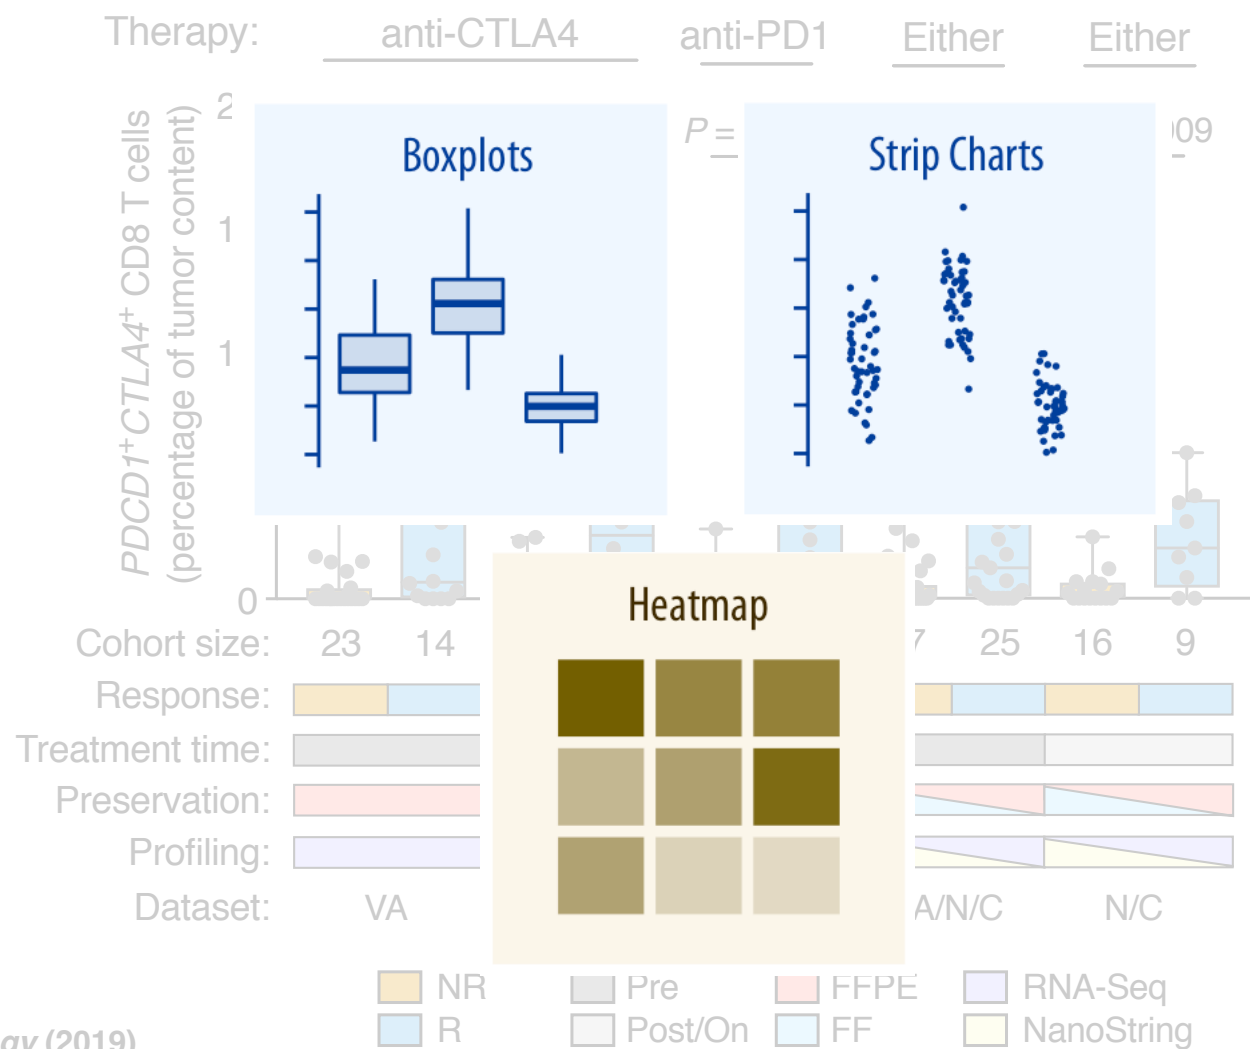 Therapy: anti-CTLA4 anti-PD1 Either Either
PDCD1+CTLA4+ CD8 T cells
(percentage of tumor content)
2
P =
09
Boxplots
Strip Charts
1
1
0
Heatmap
Cohort size: 23 14 7 25 16 9
Response:
Treatment time:
Preservation:
Profiling:
Dataset: VA A/N/C N/C
NR Pre FFPE RNA-Seq
R Post/On FF NanoString
(2019)